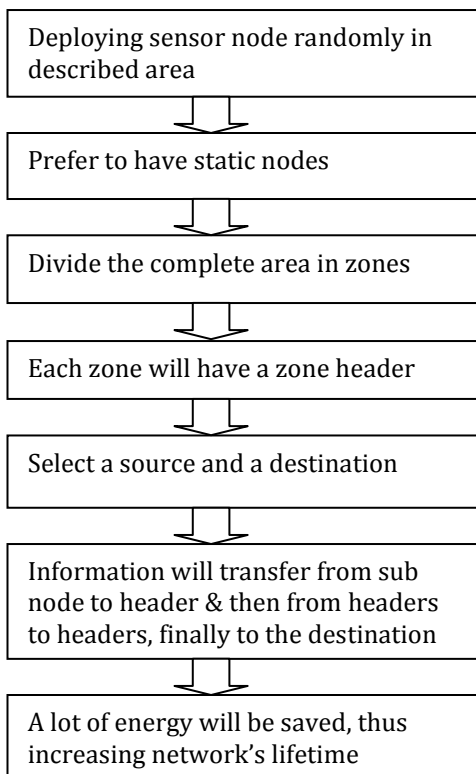 Deploying sensor node randomly in
described area
Prefer to have static nodes
Divide the complete area in zones
Each zone will have a zone header
Select a source and a destination
Information will transfer from sub
node to header & then from headers
to headers, finally to the destination
A lot of energy will be saved, thus
increasing network’s lifetime